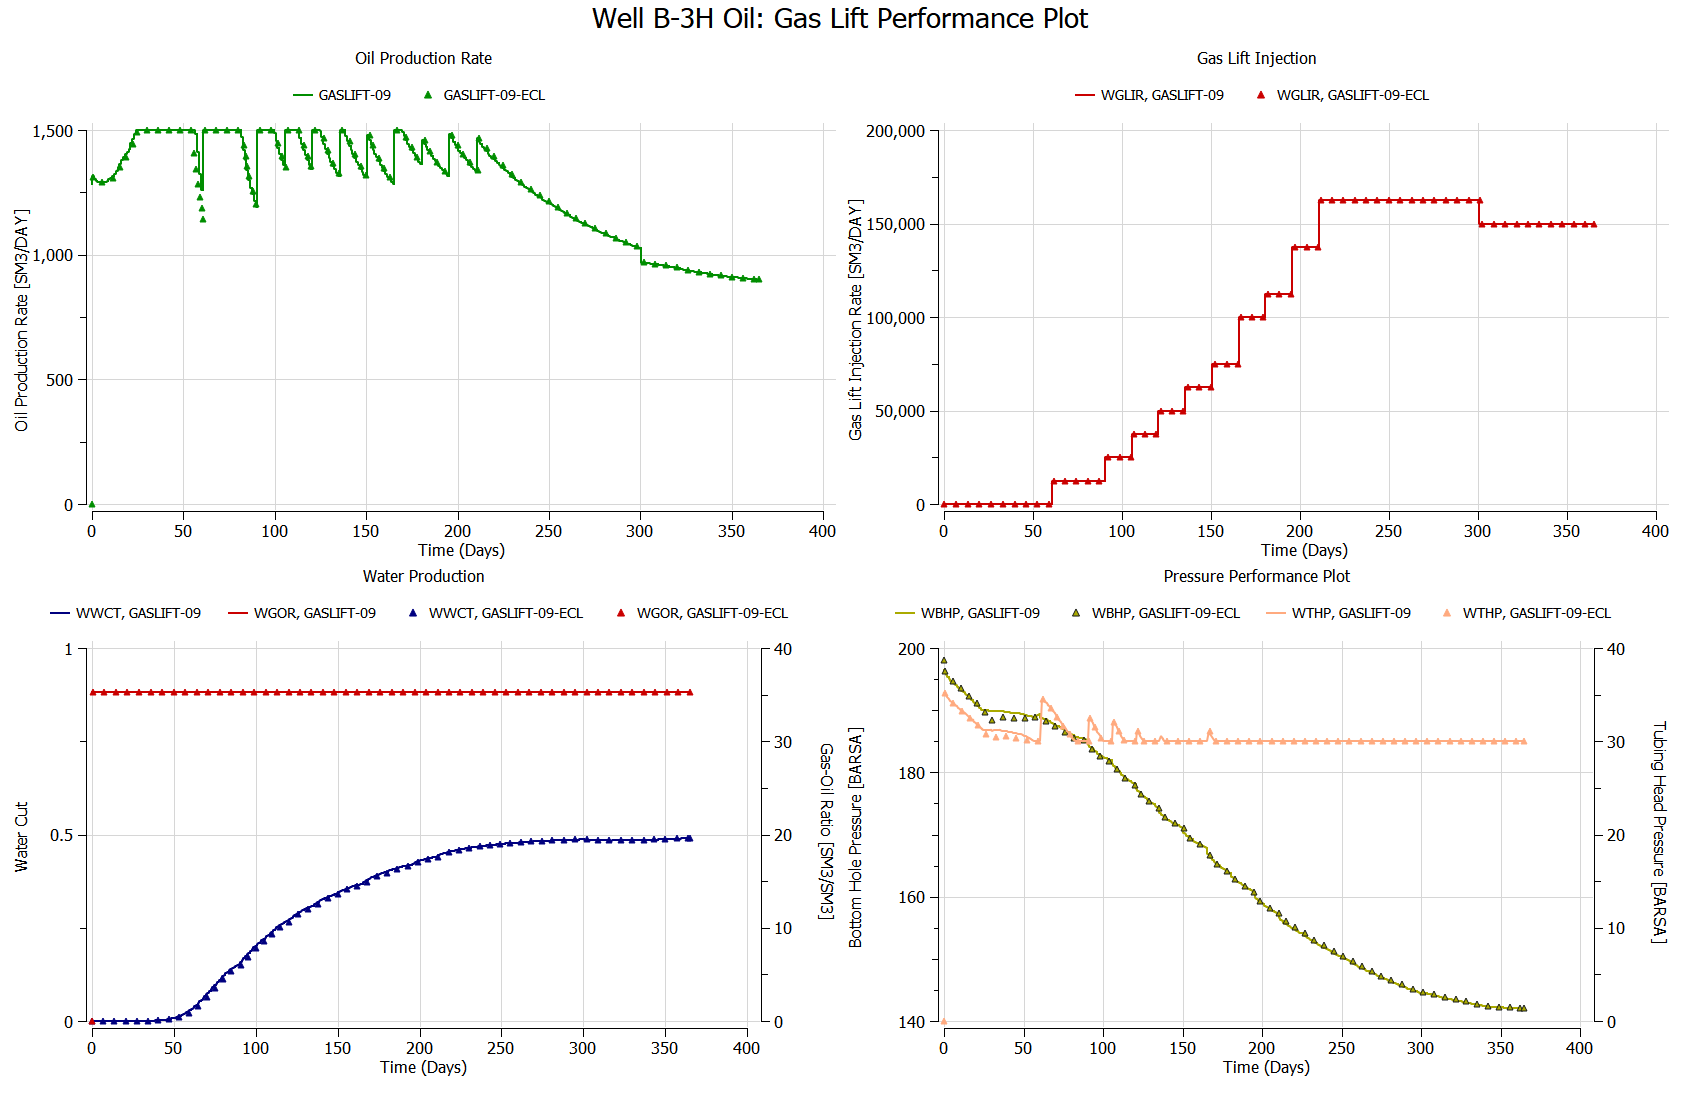 Well B-3H Oil: Gas Lift Performance Plot
Oil Production Rate
GASLIFT-09 GASLIFT-09-ECL
Oil Production Rate [SM3/DAY]
1,500
1,000
500
0
0 50 100 150 200 250 300 350 400
Time (Days)
Gas Lift Injection
WGLIR, GASLIFT-09 WGLIR, GASLIFT-09-ECL
Gas Lift Injection Rate [SM3/DAY]
200,000
150,000
100,000
50,000
0
0 50 100 150 200 250 300 350 400
Time (Days)
Water Production
WWCT, GASLIFT-09 WGOR, GASLIFT-09 WWCT, GASLIFT-09-ECL WGOR, GASLIFT-09-ECL
Water Cut
1
0.5
0
40
30
20
10
0
Gas-Oil Ratio [SM3/SM3]
0 50 100 150 200 250 300 350 400
Time (Days)
Pressure Performance Plot
WBHP, GASLIFT-09 WBHP, GASLIFT-09-ECL WTHP, GASLIFT-09 WTHP, GASLIFT-09-ECL
Bottom Hole Pressure [BARSA]
200
180
160
140
40
30
20
10
0
Tubing Head Pressure [BARSA]
0 50 100 150 200 250 300 350 400
Time (Days)